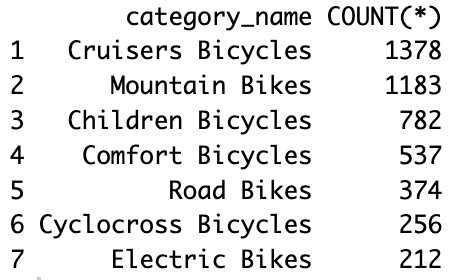 category_name COUNT(*)
1 Cruisers Bicycles 1378
2 Mountain Bikes 1183
3 Children Bicycles 782
4 Comfort Bicycles 537
5 Road Bikes 374
6 Cyclocross Bicycles 256
7 Electric Bikes 212